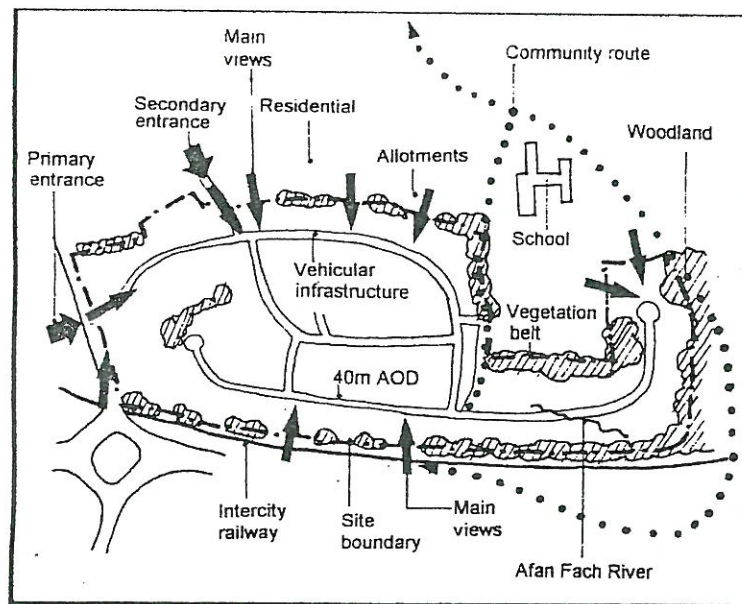 Main
views
Community route
Secondary
entrance
Residential
Woodland
Primary
entrance
Allotments
School
Vehicular
infrastructure
Vegetation
belt
40m AOD
Intercity
railway
Site
boundary
Main
views
Afan Fach River